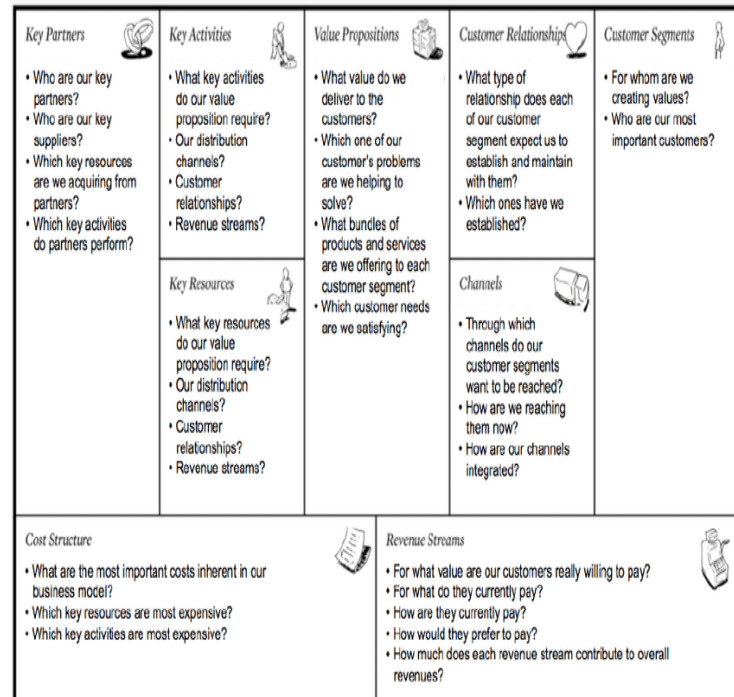 Key Partners
• Who are our key
partners?
• Who are our key
suppliers?
• Which key resources
are we acquiring from
partners?
• Which key activities
do partners perform?
Key Activities
• What key activities
do our value
proposition require?
• Our distribution
channels?
• Customer
relationships?
• Revenue streams?
Key Resources
• What key resources
do our value
proposition require?
• Our distribution
channels?
• Customer
relationships?
• Revenue streams?
Value Propositions
• What value do we
deliver to the
customers?
• Which one of our
customer's problems
are we helping to
solve?
• What bundles of
products and services
are we offering to each
customer segment?
• Which customer needs
are we satisfying?
Customer Relationships
• What type of
relationship does each
of our customer
segment expect us to
establish and maintain
with them?
• Which ones have we
established?
Channels
• Through which
channels do our
customer segments
want to be reached?
• How are we reaching
them now?
• How are our channels
integrated?
Customer Segments
• For whom are we
creating values?
• Who are our most
important customers?
Cost Structure
• What are the most important costs inherent in our
business model?
• Which key resources are most expensive?
• Which key activities are most expensive?
Revenue Streams
• For what value are our customers really willing to pay?
• For what do they currently pay?
• How are they currently pay?
• How would they prefer to pay?
• How much does each revenue stream contribute to overall
revenues?